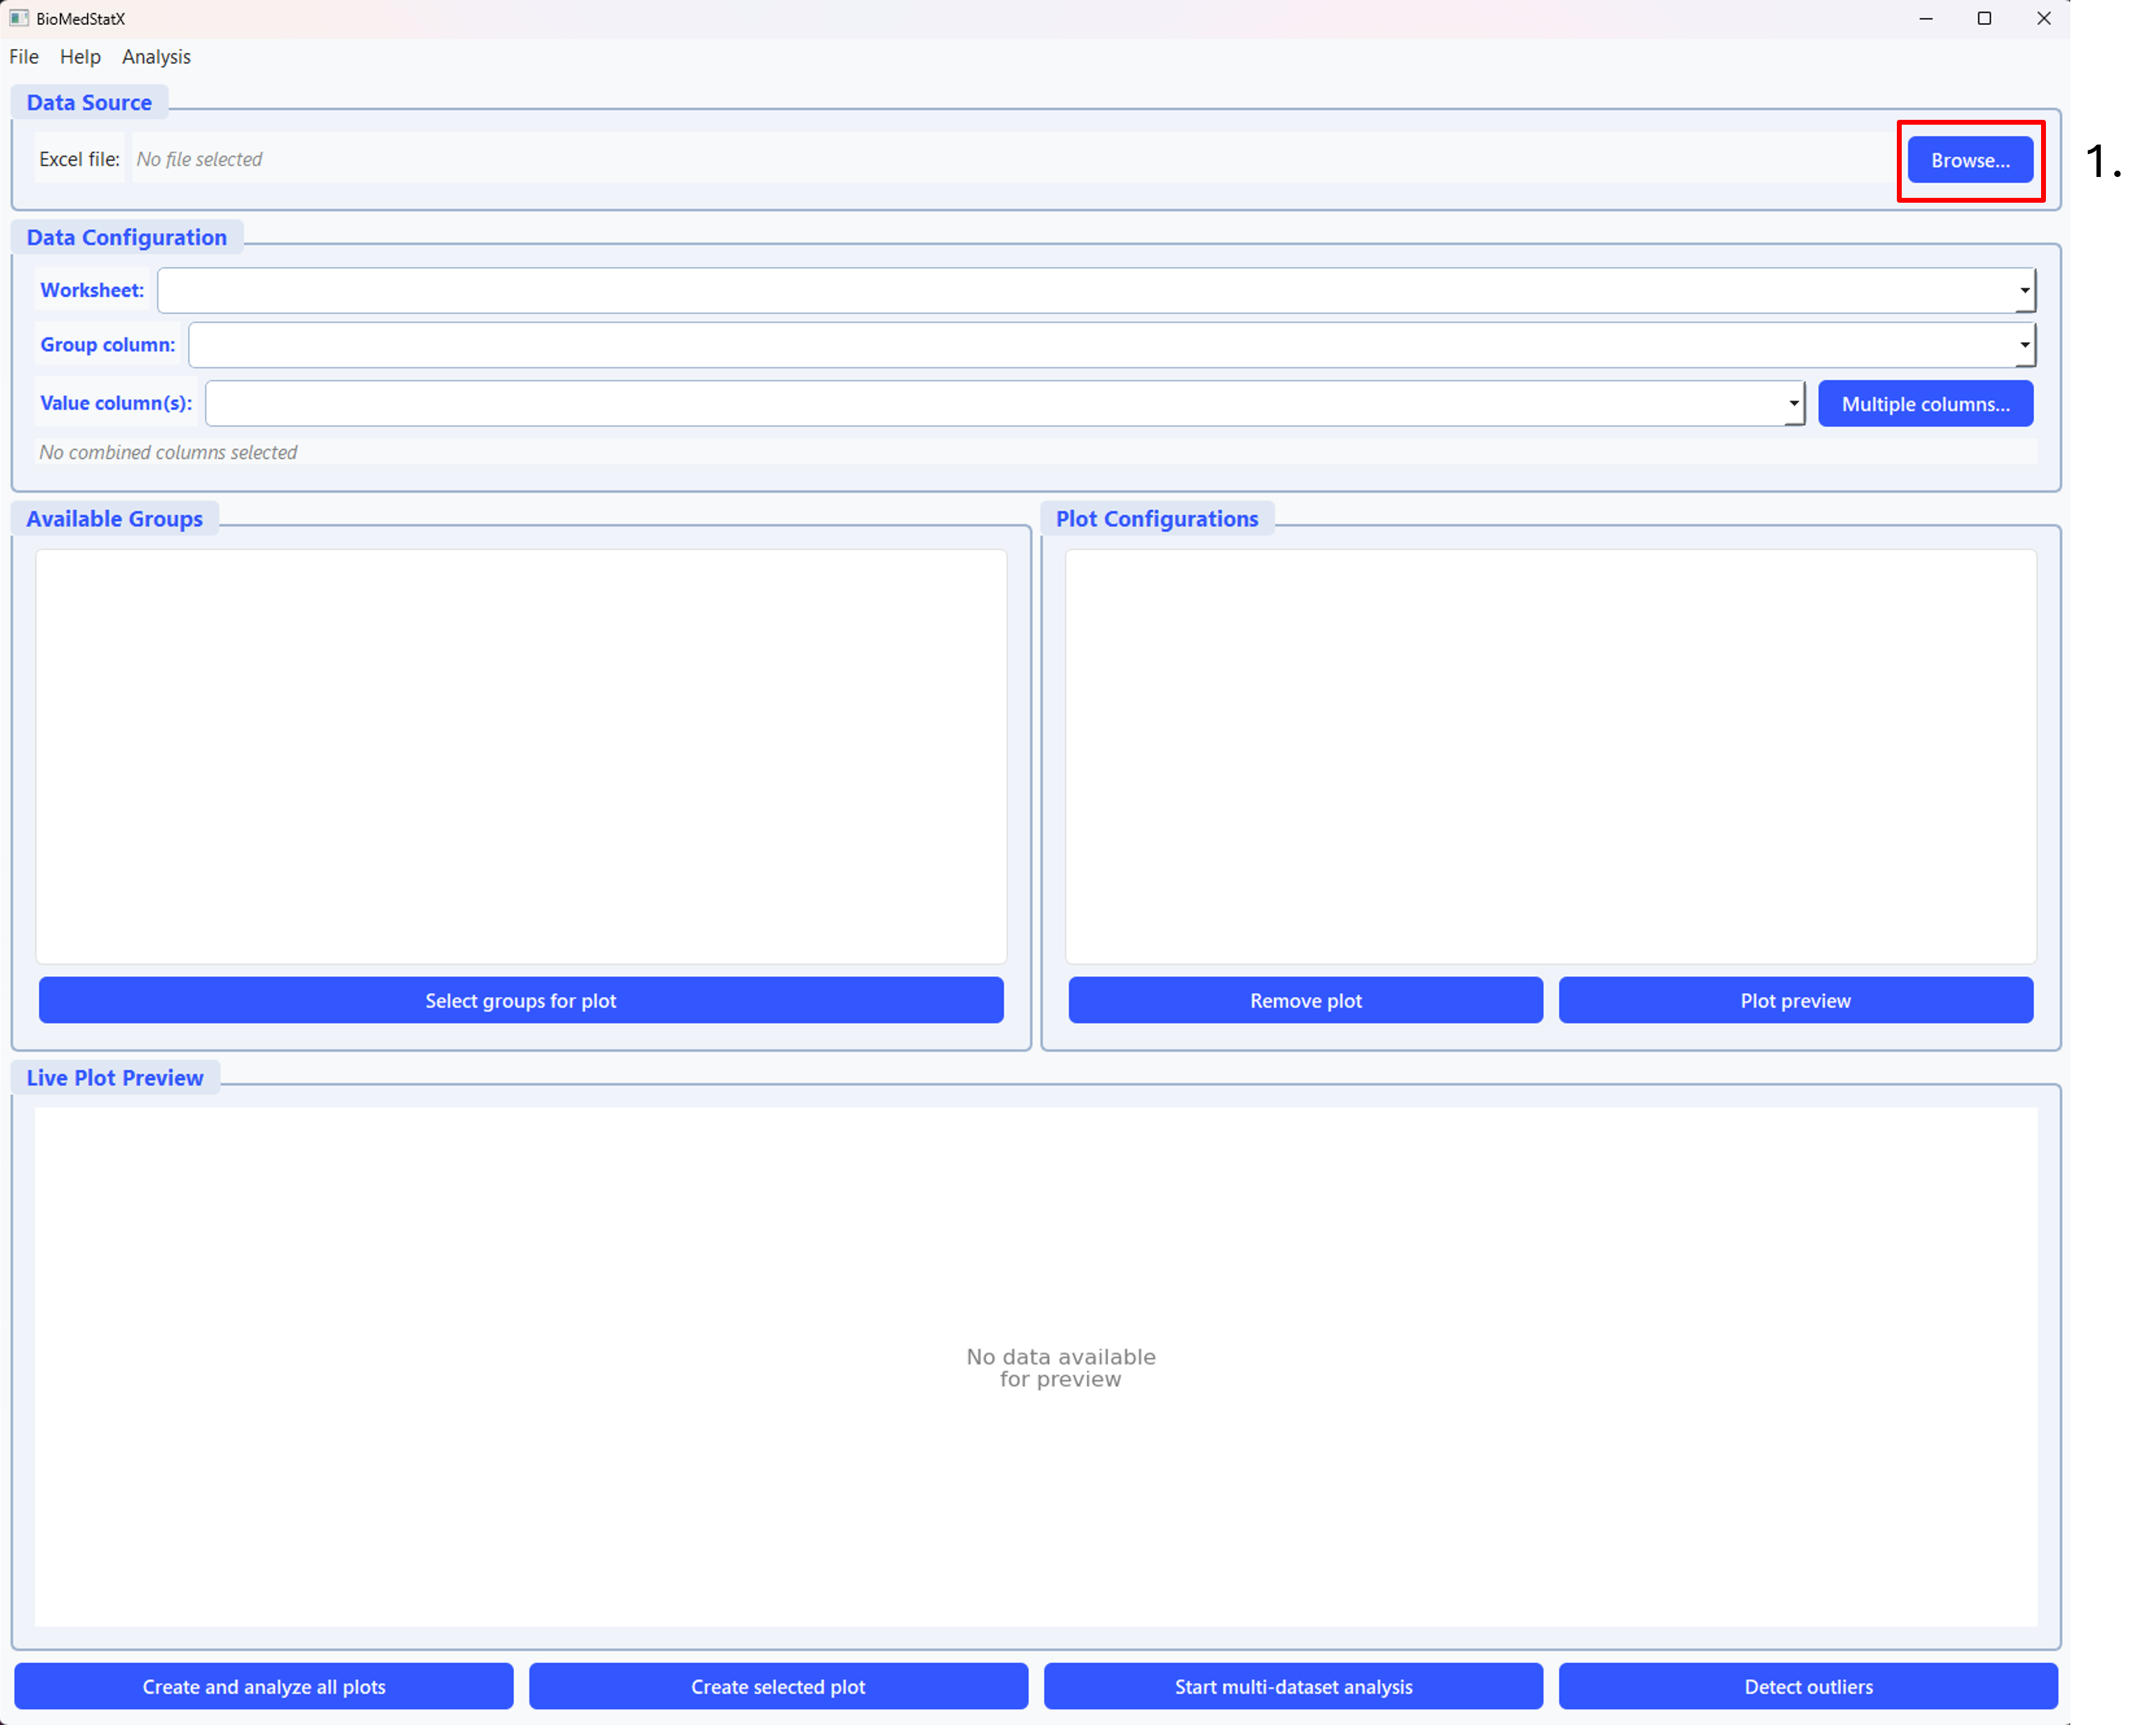 BioMedStatX
File Help Analysis
Data Source
Excel file: No file selected Browse... 1.
Data Configuration
Worksheet:
Group column:
Value column(s): Multiple columns...
No combined columns selected
Available Groups Plot Configurations
Select groups for plot Remove plot Plot preview
Live Plot Preview
No data available
for preview
Create and analyze all plots Create selected plot Start multi-dataset analysis Detect outliers